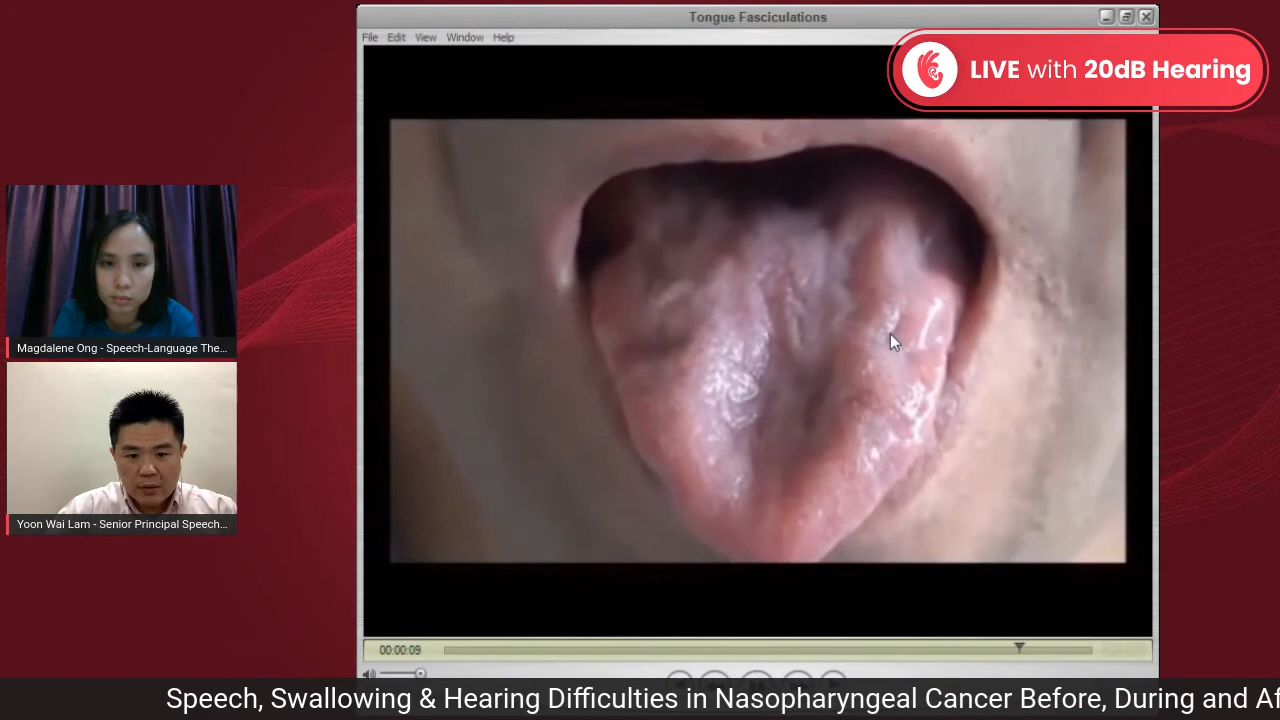 Tongue Fasciculations
File Edit View Window Help
LIVE with 20dB Hearing
Magdalene Ong - Speech-Language The...
Yoon Wai Lam - Senior Principal Speech...
00:00:09
Speech, Swallowing & Hearing Difficulties in Nasopharyngeal Cancer Before, During and Af